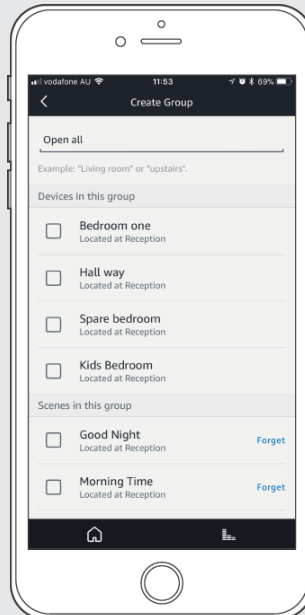 vodafone AU 11:53 69%
Create Group
Open all
Example: "Living room" or "upstairs".
Devices in this group
Bedroom one
Located at Reception
Hall way
Located at Reception
Spare bedroom
Located at Reception
Kids Bedroom
Located at Reception
Scenes in this group
Good Night
Located at Reception
Forget
Morning Time
Located at Reception
Forget